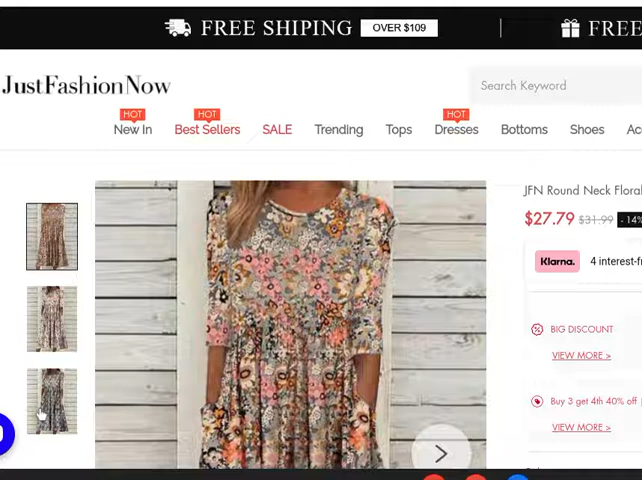 FREE SHIPING OVER $109 FREE
JustFashionNow
Search Keyword
HOT HOT HOT
New In Best Sellers SALE Trending Tops Dresses Bottoms Shoes Ac
JFN Round Neck Floral
$27.79 $31.99 - 14%
Klarna. 4 interest-f
BIG DISCOUNT
VIEW MORE >
Buy 3 get 4th 40% off
VIEW MORE >